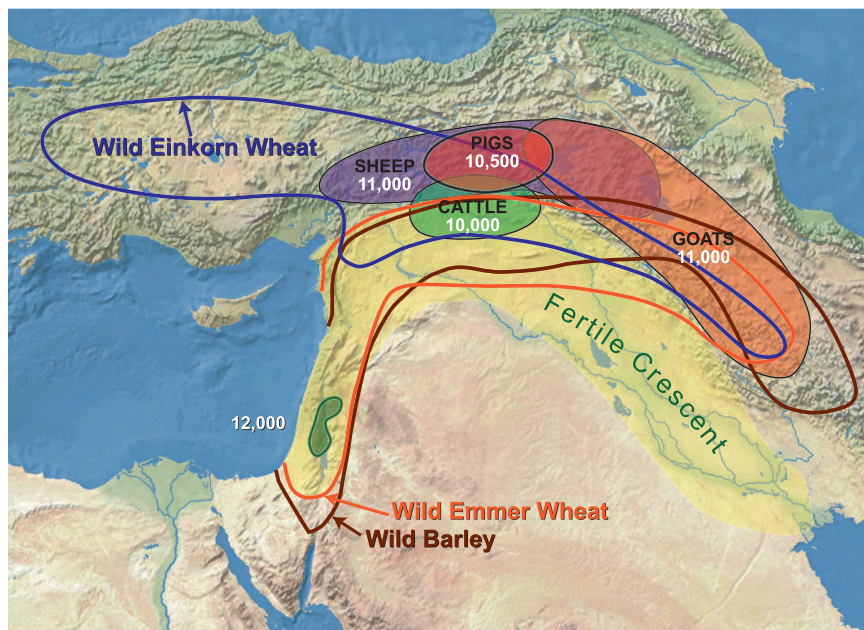 Wild Einkorn Wheat
PIGS
10,500
SHEEP
11,000
CATTLE
10,000
GOATS
11,000
Fertile Crescent
12,000
Wild Emmer Wheat
Wild Barley